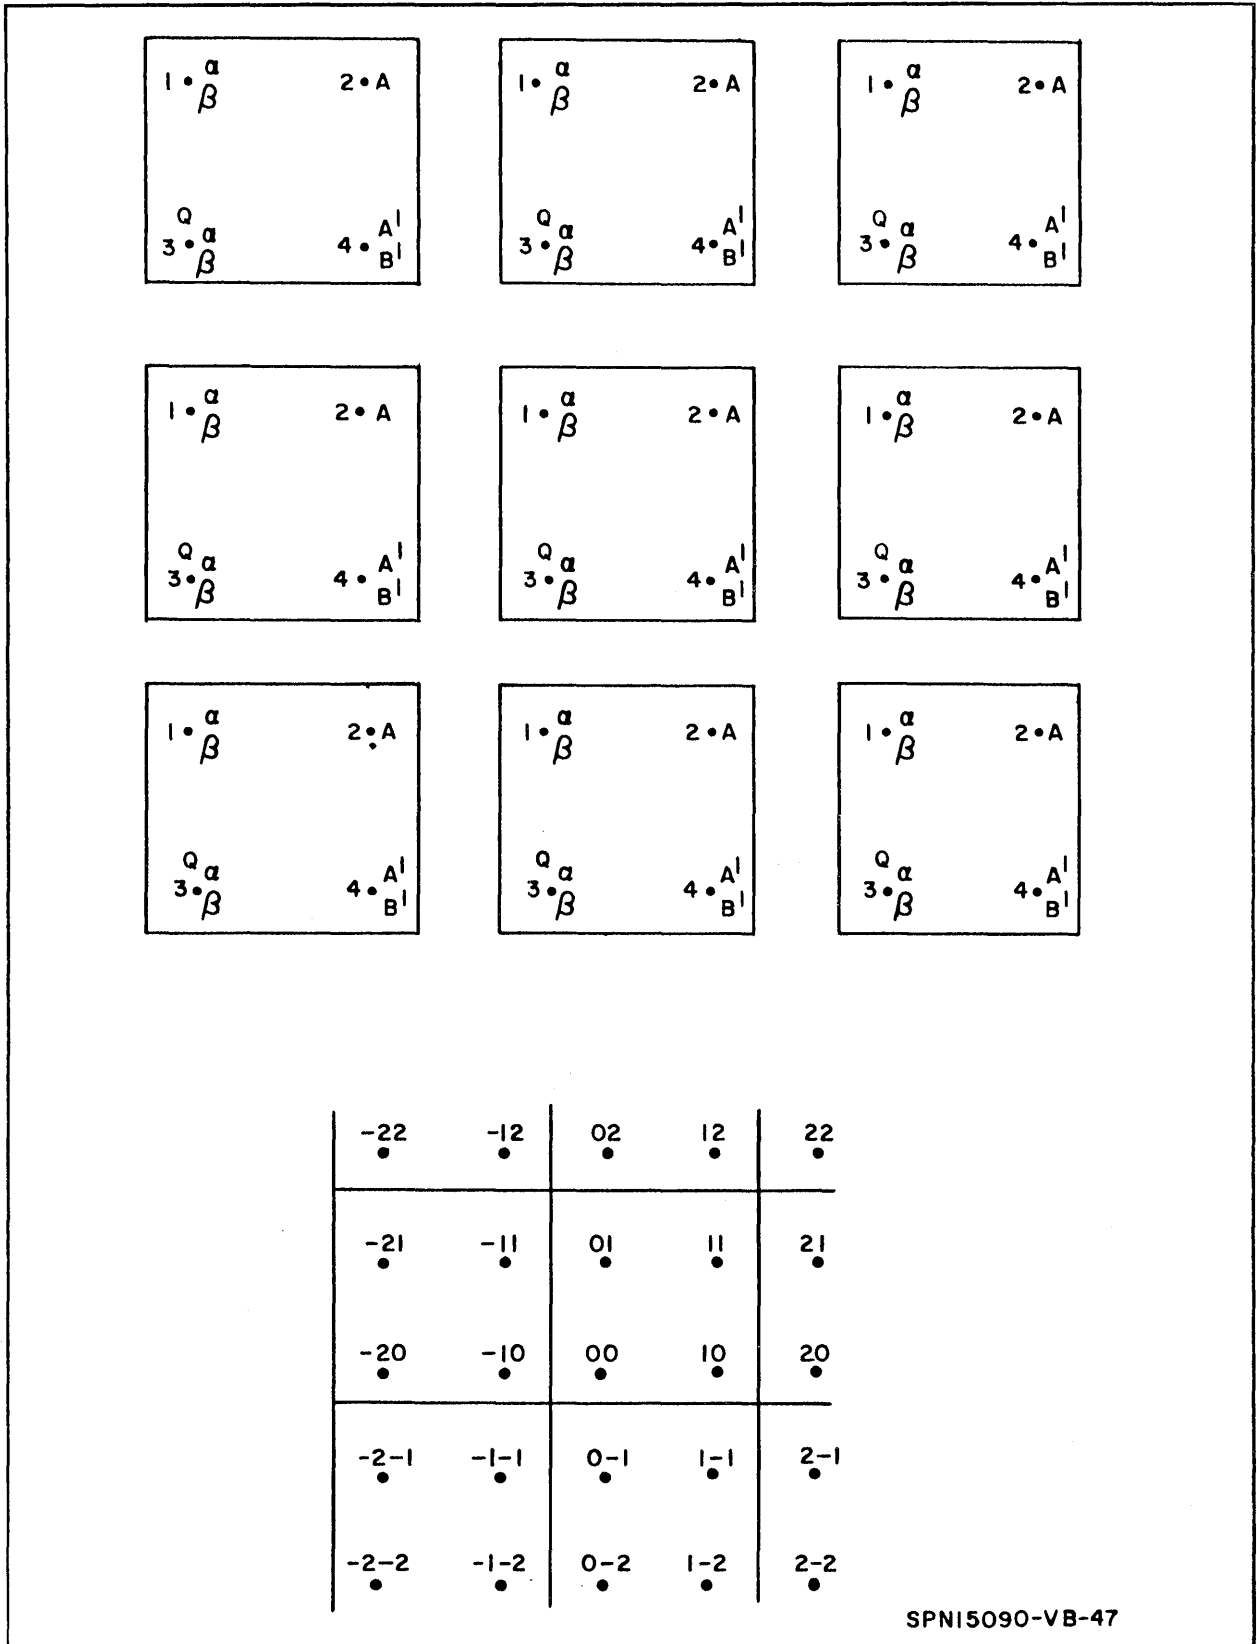 1 • α 2 • A 1 • α 2 • A 1 • α 2 • A
β β β
Q α A' Q α A' Q α A'
3 • β 4 • B' 3 • β 4 • B' 3 • β 4 • B'
1 • α 2 • A 1 • α 2 • A 1 • α 2 • A
β β β
Q α A' Q α A' Q α A'
3 • β 4 • B' 3 • β 4 • B' 3 • β 4 • B'
1 • α 2 • A 1 • α 2 • A 1 • α 2 • A
β β β
Q α A' Q α A' Q α A'
3 • β 4 • B' 3 • β 4 • B' 3 • β 4 • B'
-22 -12 02 12 22
-21 -11 01 11 21
-20 -10 00 10 20
-2-1 -1-1 0-1 1-1 2-1
-2-2 -1-2 0-2 1-2 2-2
SPN15090-VB-47